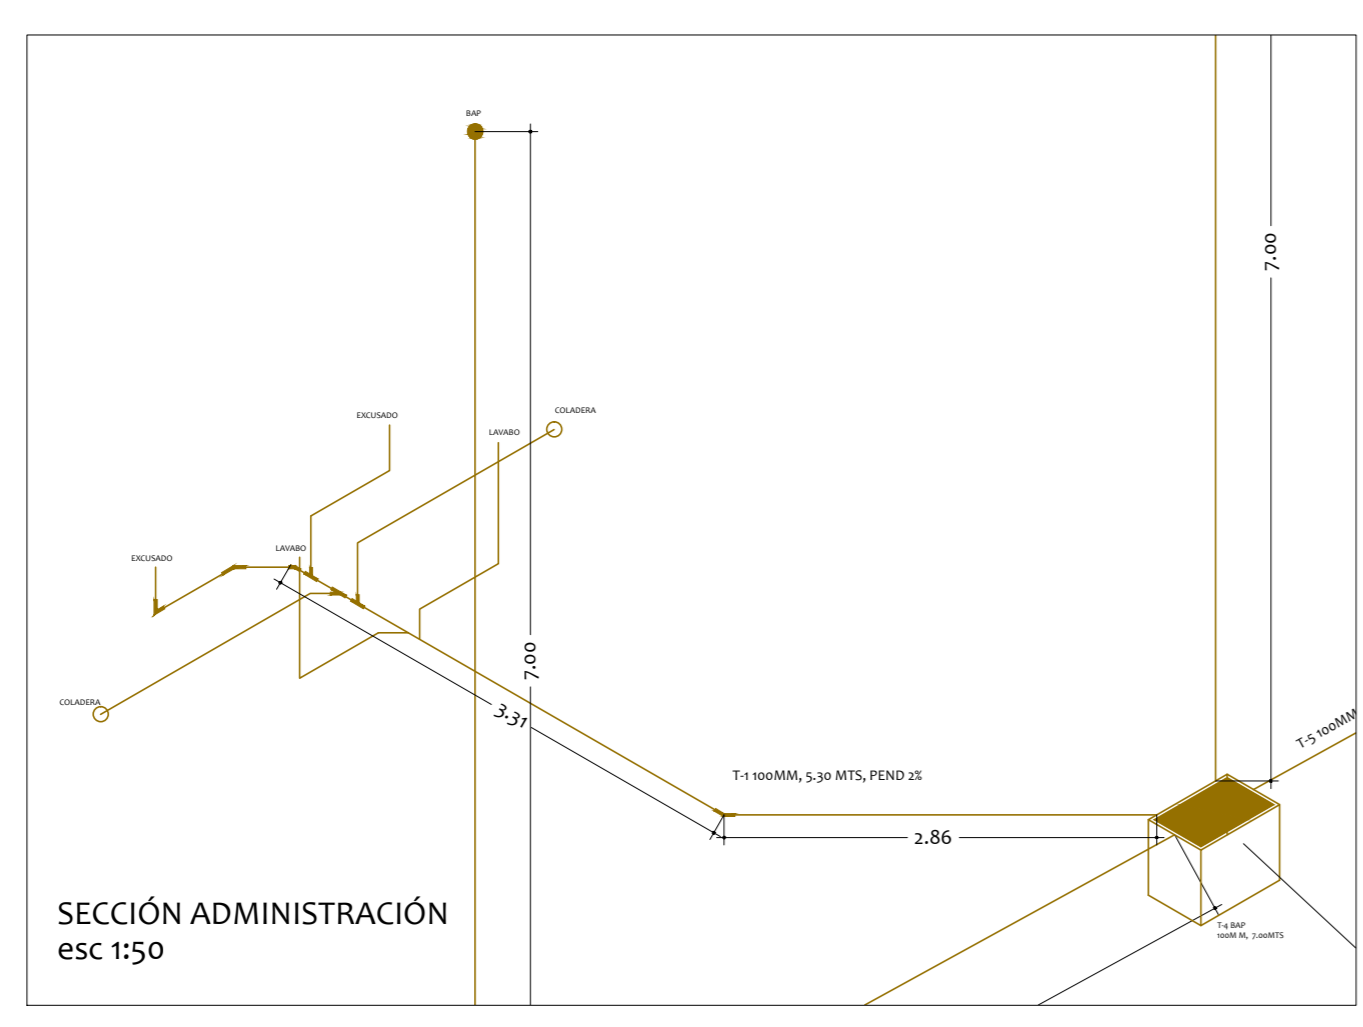 BAP
7.00
EXCUSADO
COLADERA
LAVABO
LAVABO
EXCUSADO
7.00
COLADERA
3.31
T-5 100MM
T-1 100MM, 5.30 MTS, PEND 2%
2.86
SECCIÓN ADMINISTRACIÓN
esc 1:50
T-4 BAP
100M M, 7.00MTS